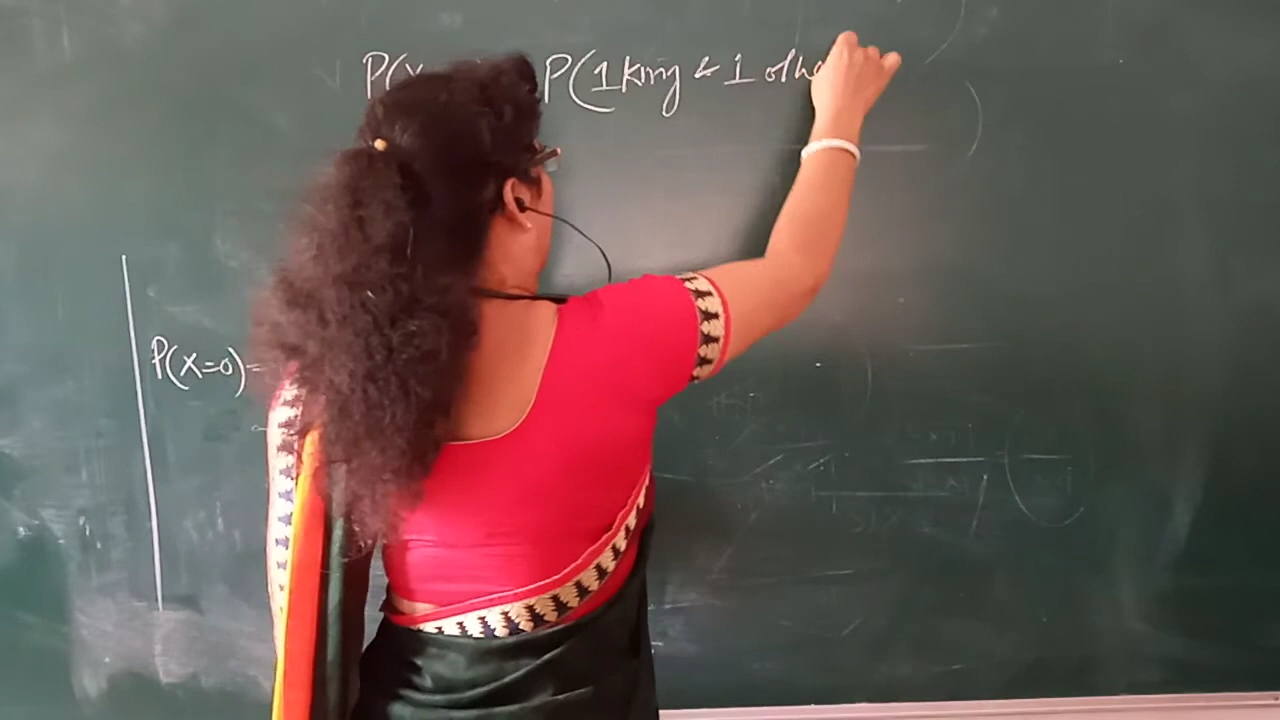 P(X P(1 King & 1 othe
P(X=0)=